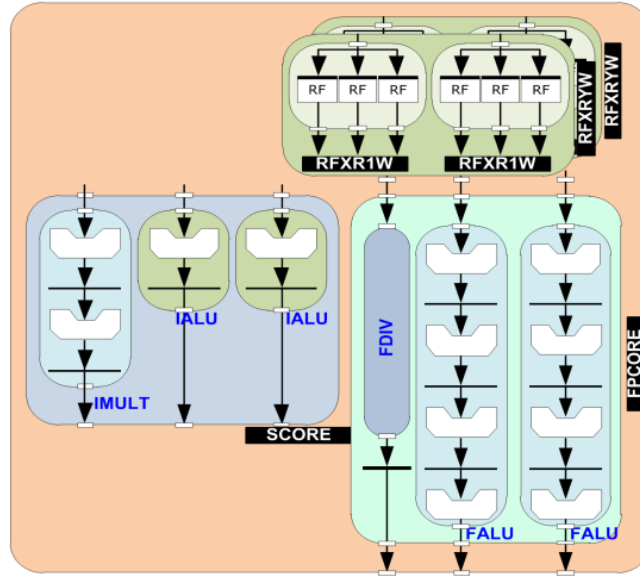 RF RF RF
RF RF RF
RFXR1W
RFXR1W
RFXRYW
RFXRYW
IALU
IALU
IMULT
SCORE
FDIV
FPCORE
FALU
FALU